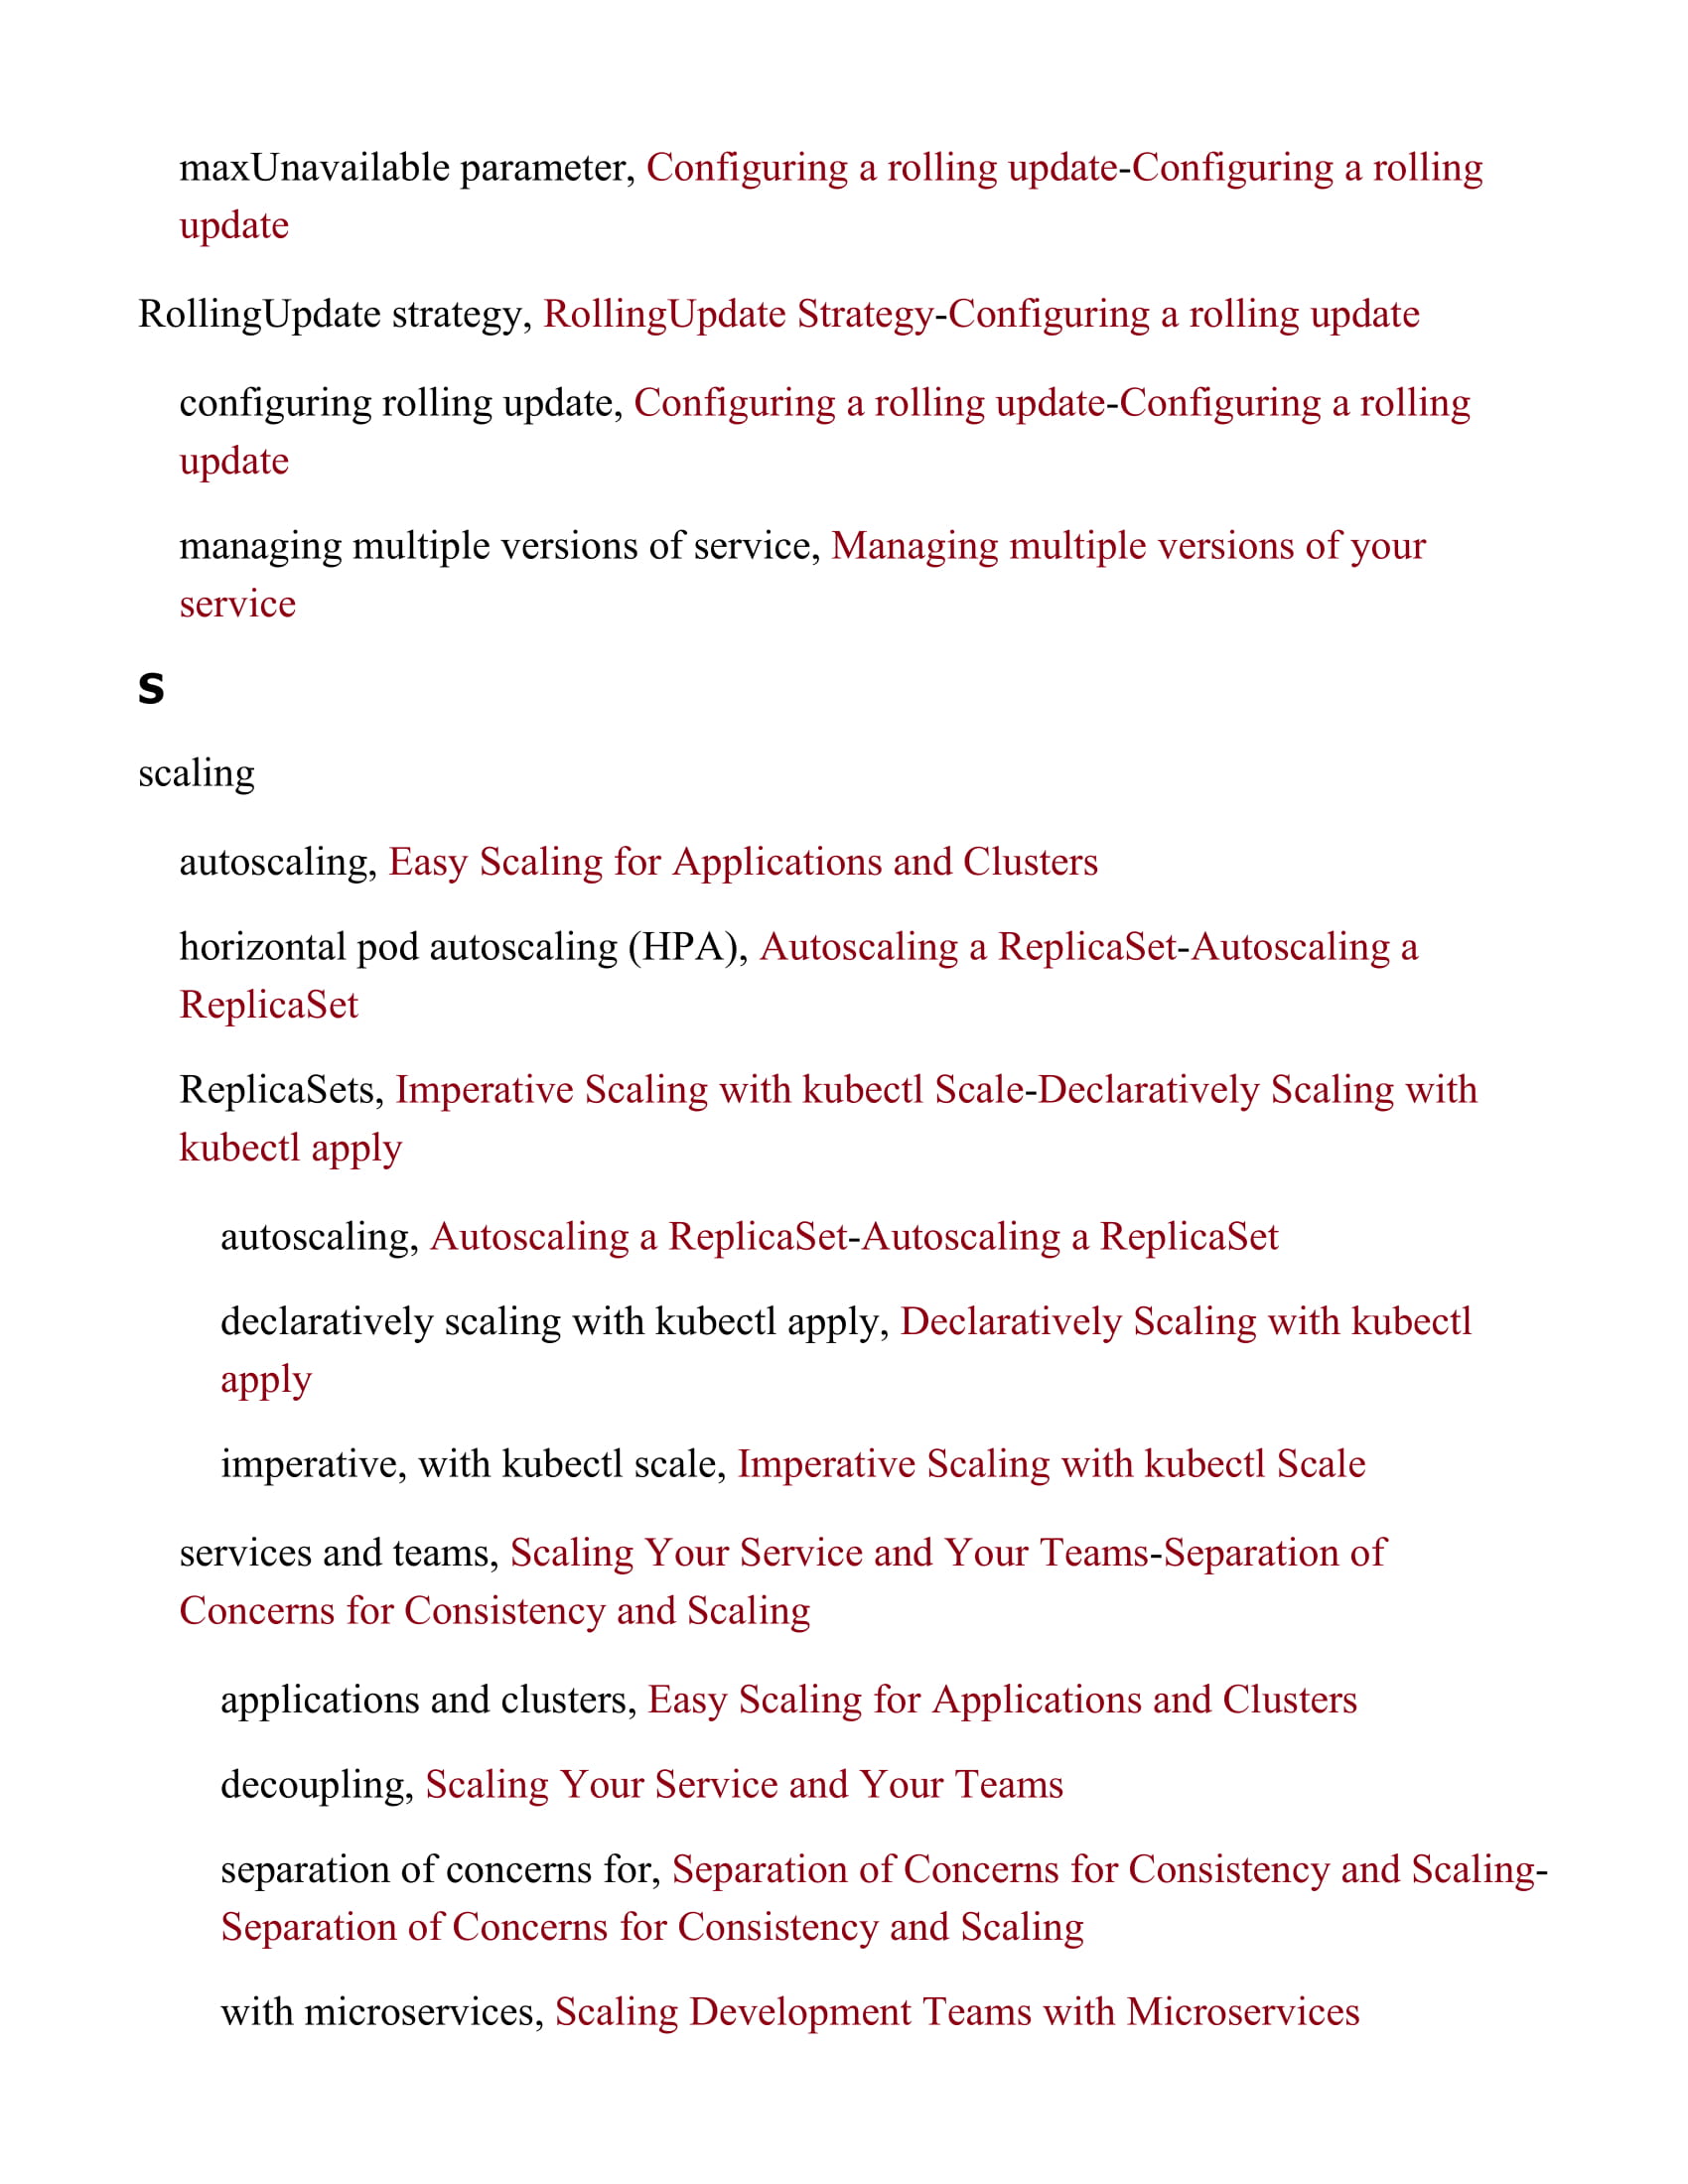 maxUnavailable parameter, Configuring a rolling update-Configuring a rolling
update
RollingUpdate strategy, RollingUpdate Strategy-Configuring a rolling update
configuring rolling update, Configuring a rolling update-Configuring a rolling
update
managing multiple versions of service, Managing multiple versions of your
service
S
scaling
autoscaling, Easy Scaling for Applications and Clusters
horizontal pod autoscaling (HPA), Autoscaling a ReplicaSet-Autoscaling a
ReplicaSet
ReplicaSets, Imperative Scaling with kubectl Scale-Declaratively Scaling with
kubectl apply
autoscaling, Autoscaling a ReplicaSet-Autoscaling a ReplicaSet
declaratively scaling with kubectl apply, Declaratively Scaling with kubectl
apply
imperative, with kubectl scale, Imperative Scaling with kubectl Scale
services and teams, Scaling Your Service and Your Teams-Separation of
Concerns for Consistency and Scaling
applications and clusters, Easy Scaling for Applications and Clusters
decoupling, Scaling Your Service and Your Teams
separation of concerns for, Separation of Concerns for Consistency and Scaling-
Separation of Concerns for Consistency and Scaling
with microservices, Scaling Development Teams with Microservices